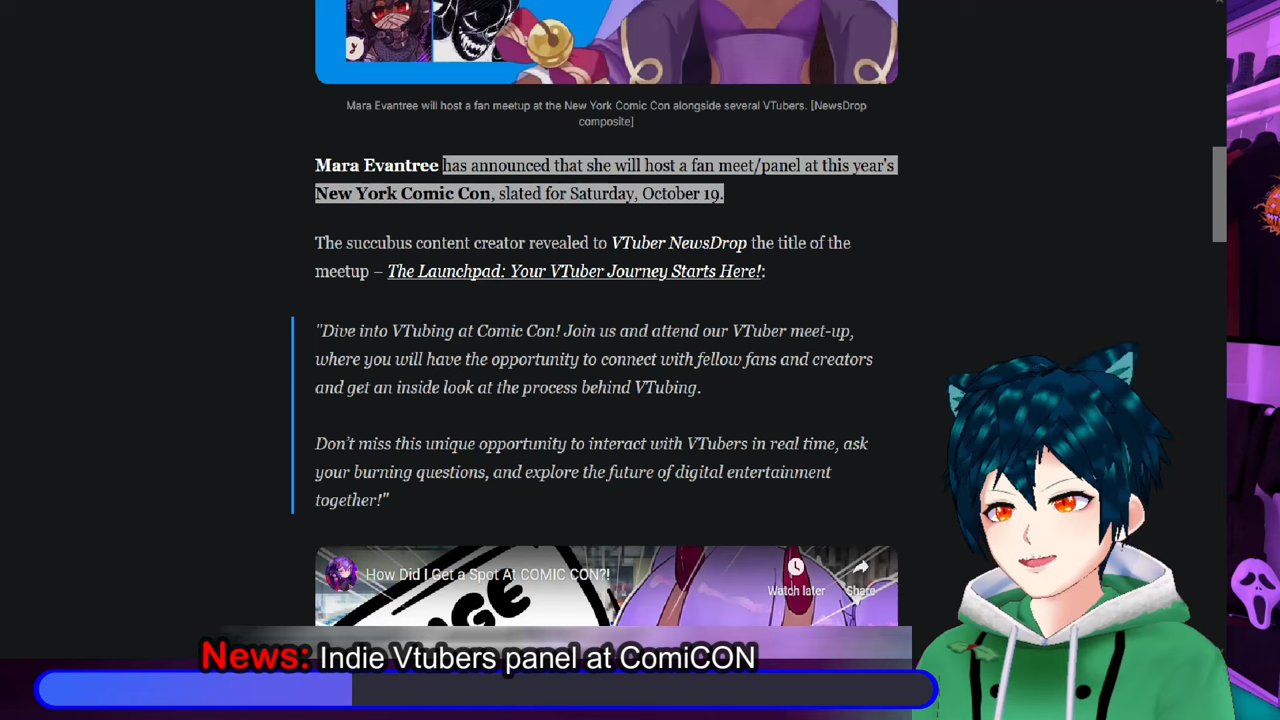 Mara Evantree will host a fan meetup at the New York Comic Con alongside several VTubers. [NewsDrop
composite]
Mara Evantree has announced that she will host a fan meet/panel at this year's
New York Comic Con, slated for Saturday, October 19.
The succubus content creator revealed to VTuber NewsDrop the title of the
meetup – The Launchpad: Your VTuber Journey Starts Here!:
"Dive into VTubing at Comic Con! Join us and attend our VTuber meet-up,
where you will have the opportunity to connect with fellow fans and creators
and get an inside look at the process behind VTubing.
Don't miss this unique opportunity to interact with VTubers in real time, ask
your burning questions, and explore the future of digital entertainment
together!"
How Did I Get a Spot At COMIC CON?!
Watch later
Share
News: Indie Vtubers panel at ComiCON